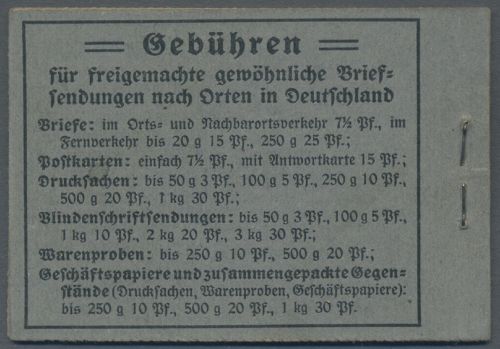 = Gebühren =
für freigemachte gewöhnliche Brief-
sendungen nach Orten in Deutschland
Briefe: im Orts- und Nachbarortsverkehr 7½ Pf., im
Fernverkehr bis 20 g 15 Pf., 250 g 25 Pf.;
Postkarten: einfach 7½ Pf., mit Antwortkarte 15 Pf.;
Drucksachen: bis 50 g 3 Pf., 100 g 5 Pf., 250 g 10 Pf.,
500 g 20 Pf., 1 kg 30 Pf.;
Blindenschriftsendungen: bis 50 g 3 Pf., 100 g 5 Pf.,
1 kg 10 Pf., 2 kg 20 Pf., 3 kg 30 Pf.;
Warenproben: bis 250 g 10 Pf., 500 g 20 Pf.;
Geschäftspapiere und zusammengepackte Gegen-
stände (Drucksachen, Warenproben, Geschäftspapiere):
bis 250 g 10 Pf., 500 g 20 Pf., 1 kg 30 Pf.